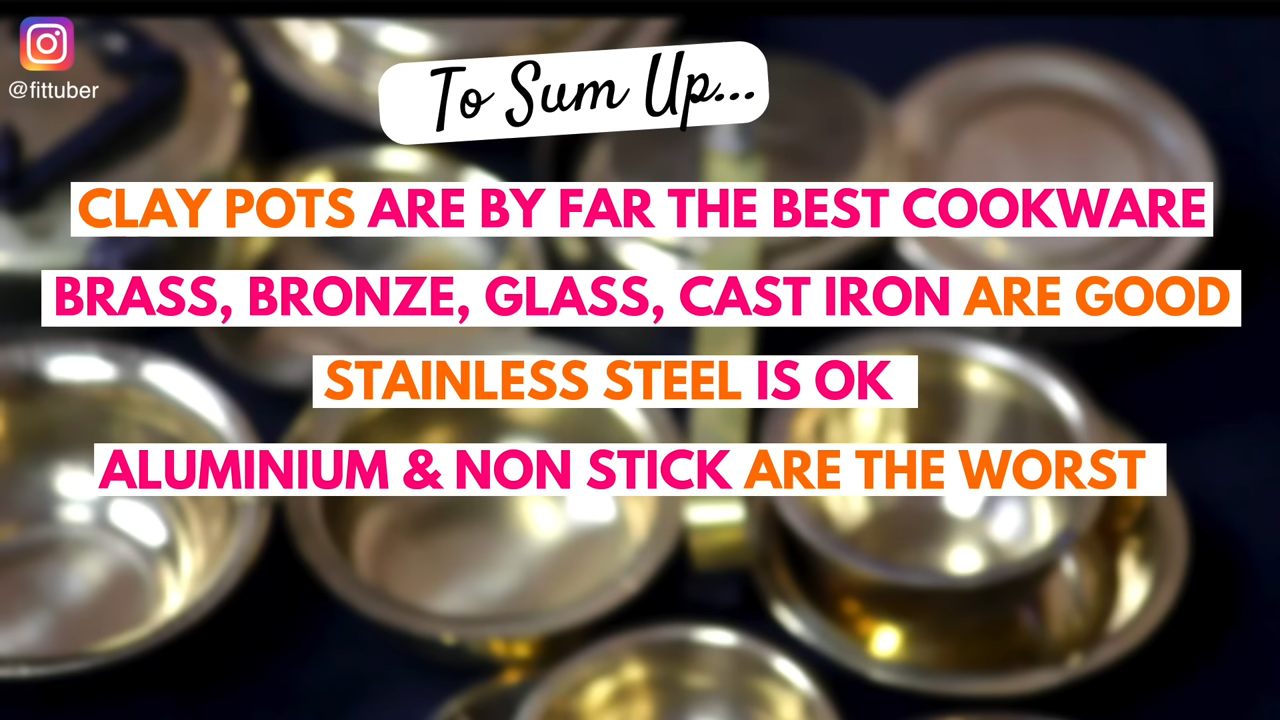 @fittuber
To Sum Up...
CLAY POTS ARE BY FAR THE BEST COOKWARE
BRASS, BRONZE, GLASS, CAST IRON ARE GOOD
STAINLESS STEEL IS OK
ALUMINIUM & NON STICK ARE THE WORST